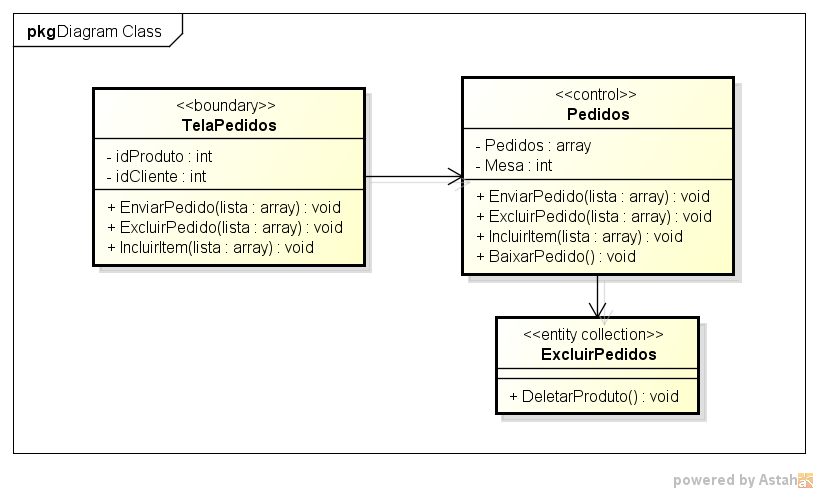 pkg Diagram Class
<<boundary>>
TelaPedidos
- idProduto : int
- idCliente : int
+ EnviarPedido(lista : array) : void
+ ExcluirPedido(lista : array) : void
+ IncluirItem(lista : array) : void
<<control>>
Pedidos
- Pedidos : array
- Mesa : int
+ EnviarPedido(lista : array) : void
+ ExcluirPedido(lista : array) : void
+ IncluirItem(lista : array) : void
+ BaixarPedido() : void
<<entity collection>>
ExcluirPedidos
+ DeletarProduto() : void
powered by Astah